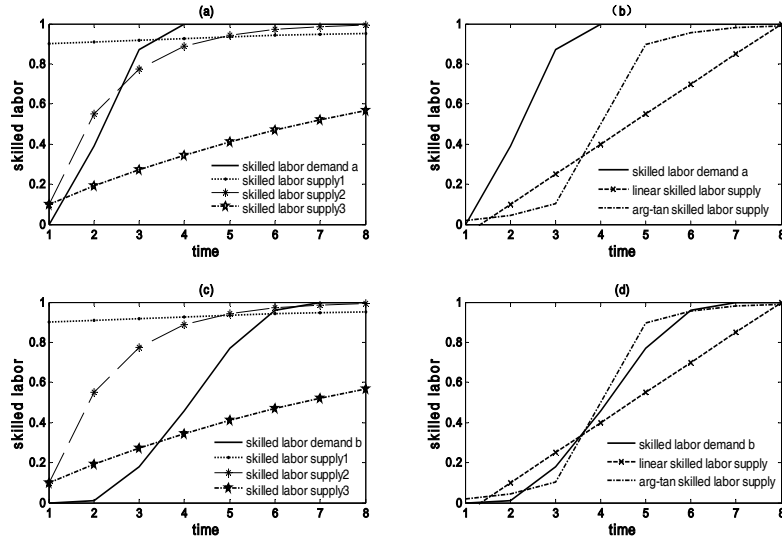 (a)
skilled labor
1
0.8
0.6
0.4
0.2
0
skilled labor demand a
skilled labor supply1
skilled labor supply2
skilled labor supply3
1 2 3 4 5 6 7 8
time
(b)
skilled labor
1
0.8
0.6
0.4
0.2
0
skilled labor demand a
linear skilled labor supply
arg-tan skilled labor supply
1 2 3 4 5 6 7 8
time
(c)
skilled labor
1
0.8
0.6
0.4
0.2
0
skilled labor demand b
skilled labor supply1
skilled labor supply2
skilled labor supply3
1 2 3 4 5 6 7 8
time
(d)
skilled labor
1
0.8
0.6
0.4
0.2
0
skilled labor demand b
linear skilled labor supply
arg-tan skilled labor supply
1 2 3 4 5 6 7 8
time